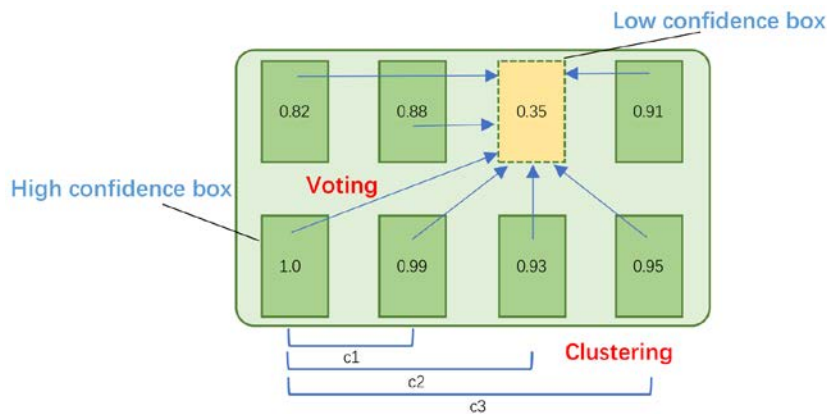 Low confidence box
0.82 0.88 0.35 0.91
Voting
High confidence box
1.0 0.99 0.93 0.95
c1
Clustering
c2
c3